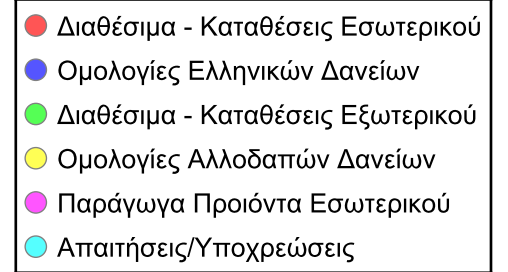 Διαθέσιμα - Καταθέσεις Εσωτερικού
Ομολογίες Ελληνικών Δανείων
Διαθέσιμα - Καταθέσεις Εξωτερικού
Ομολογίες Αλλοδαπών Δανείων
Παράγωγα Προιόντα Εσωτερικού
Απαιτήσεις/Υποχρεώσεις